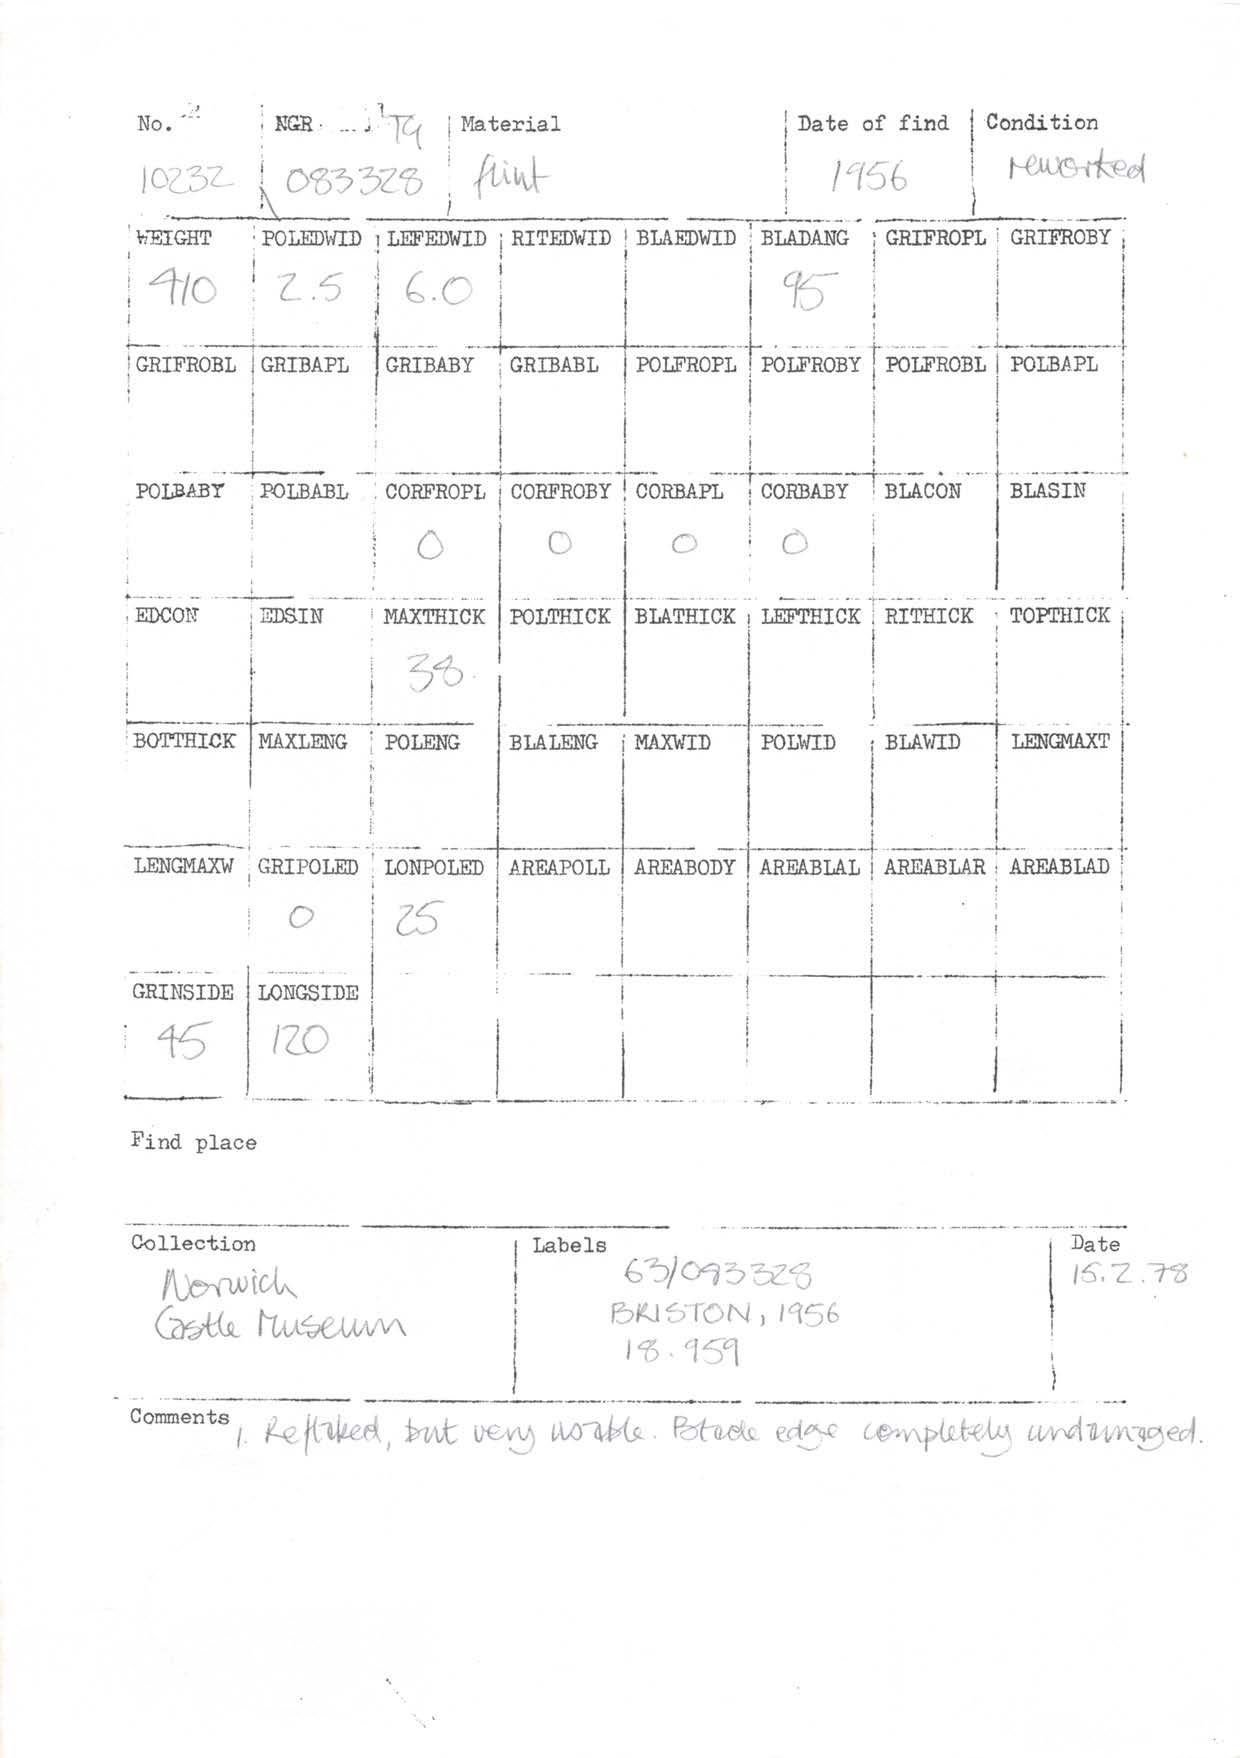 No. NGR TG Material Date of find Condition
10232 083328 flint 1956 reworked
WEIGHT POLEDWID LEFEDWID RITEDWID BLAEDWID BLADANG GRIFROPL GRIFROBY
410 2.5 6.0 95
GRIFROBL GRIBAPL GRIBABY GRIBABL POLFROPL POLFROBY POLFROBL POLBAPL
POLBABY POLBABL CORFROPL CORFROBY CORBAPL CORBABY BLACON BLASIN
0 0 0 0
EDCON EDSIN MAXTHICK POLTHICK BLATHICK LEFTHICK RITHICK TOPTHICK
38
BOTTHICK MAXLENG POLENG BLALENG MAXWID POLWID BLAWID LENGMAXT
LENGMAXW GRIPOLED LONPOLED AREAPOLL AREABODY AREABLAL AREABLAR AREABLAD
0 25
GRINSIDE LONGSIDE
45 120
Find place
Collection Labels Date
Norwich 63/093328 15.2.78
Castle Museum BRISTON, 1956
18.959
Comments 1. Reflaked, but very usable. Blade edge completely undamaged.